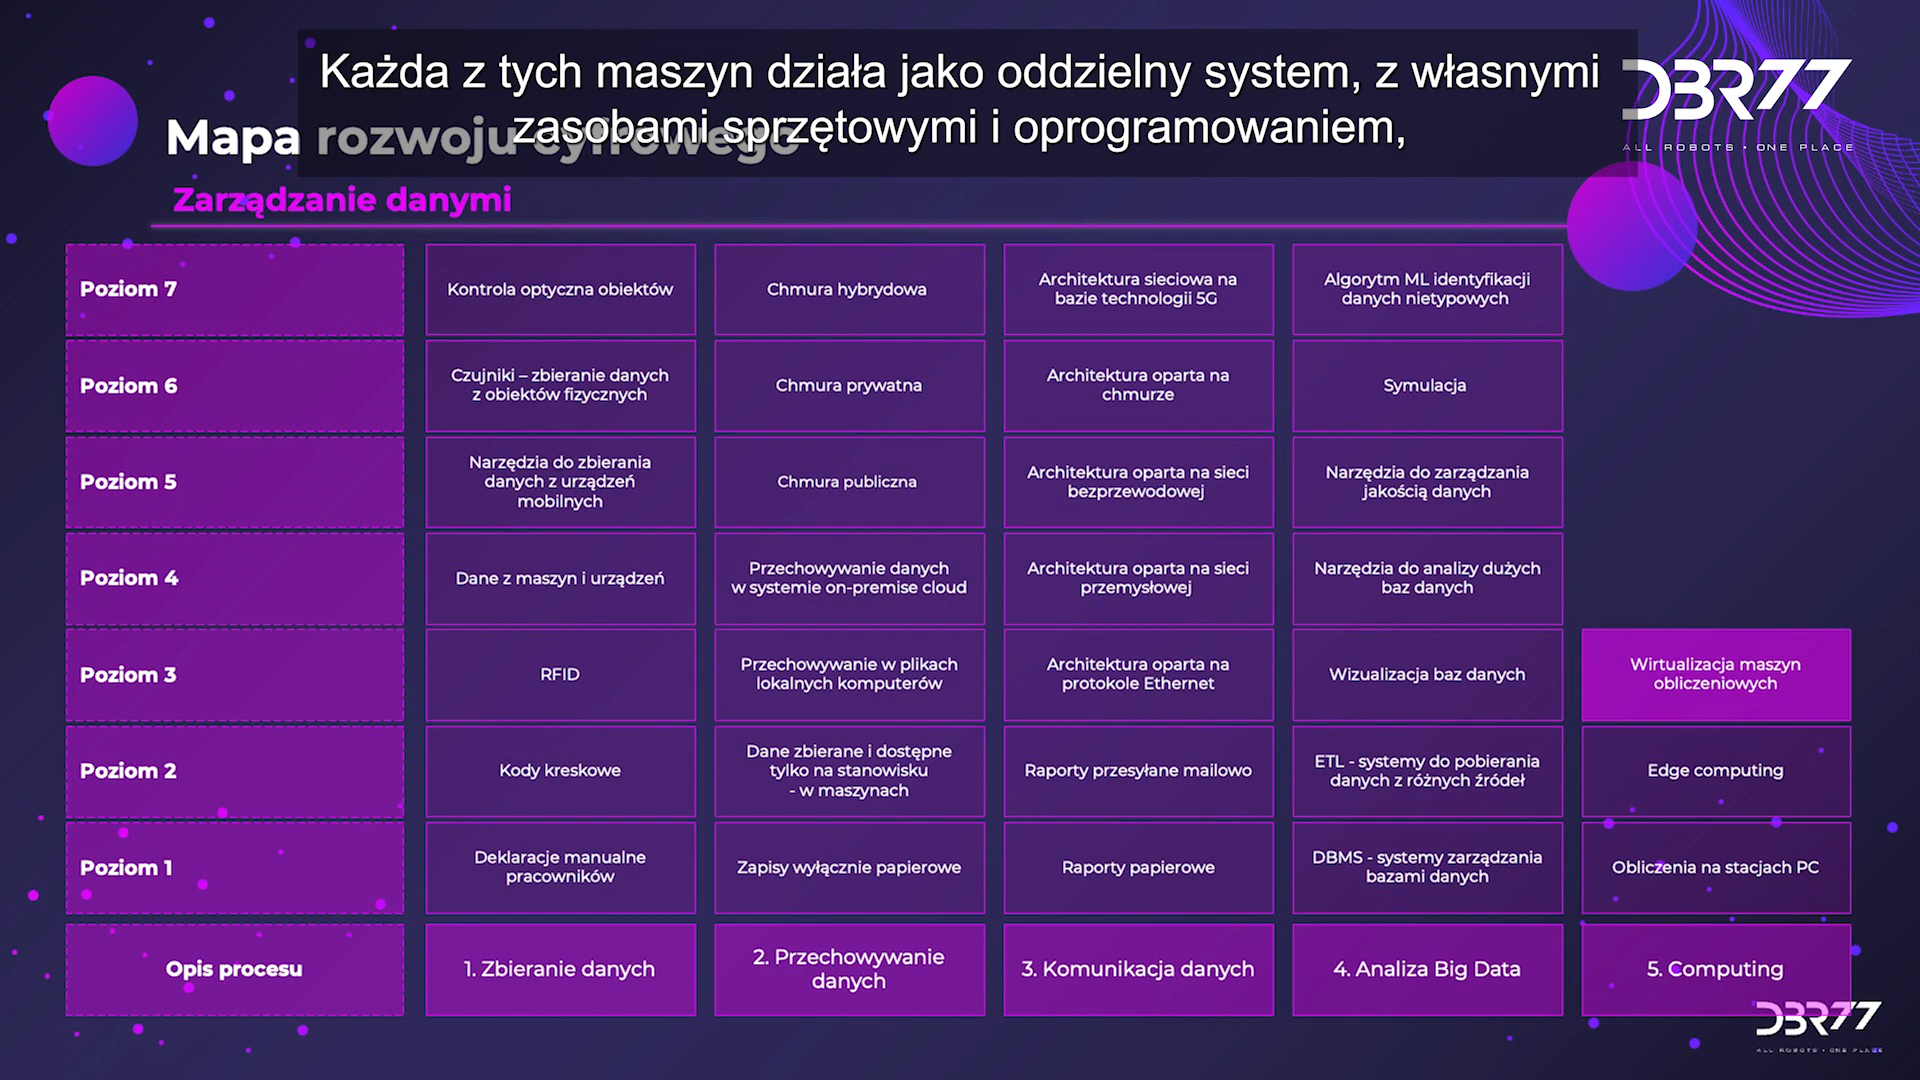 Każda z tych maszyn działa jako oddzielny system, z własnymi
zasobami sprzętowymi i oprogramowaniem,
DBR77
ALL ROBOTS • ONE PLACE
Mapa rozwoju cyfrowego
Zarządzanie danymi
Poziom 7
Kontrola optyczna obiektów
Chmura hybrydowa
Architektura sieciowa na
bazie technologii 5G
Algorytm ML identyfikacji
danych nietypowych
Poziom 6
Czujniki – zbieranie danych
z obiektów fizycznych
Chmura prywatna
Architektura oparta na
chmurze
Symulacja
Poziom 5
Narzędzia do zbierania
danych z urządzeń
mobilnych
Chmura publiczna
Architektura oparta na sieci
bezprzewodowej
Narzędzia do zarządzania
jakością danych
Poziom 4
Dane z maszyn i urządzeń
Przechowywanie danych
w systemie on-premise cloud
Architektura oparta na sieci
przemysłowej
Narzędzia do analizy dużych
baz danych
Poziom 3
RFID
Przechowywanie w plikach
lokalnych komputerów
Architektura oparta na
protokole Ethernet
Wizualizacja baz danych
Wirtualizacja maszyn
obliczeniowych
Poziom 2
Kody kreskowe
Dane zbierane i dostępne
tylko na stanowisku
- w maszynach
Raporty przesyłane mailowo
ETL - systemy do pobierania
danych z różnych źródeł
Edge computing
Poziom 1
Deklaracje manualne
pracowników
Zapisy wyłącznie papierowe
Raporty papierowe
DBMS - systemy zarządzania
bazami danych
Obliczenia na stacjach PC
Opis procesu
1. Zbieranie danych
2. Przechowywanie
danych
3. Komunikacja danych
4. Analiza Big Data
5. Computing
DBR77
ALL ROBOTS • ONE PLACE